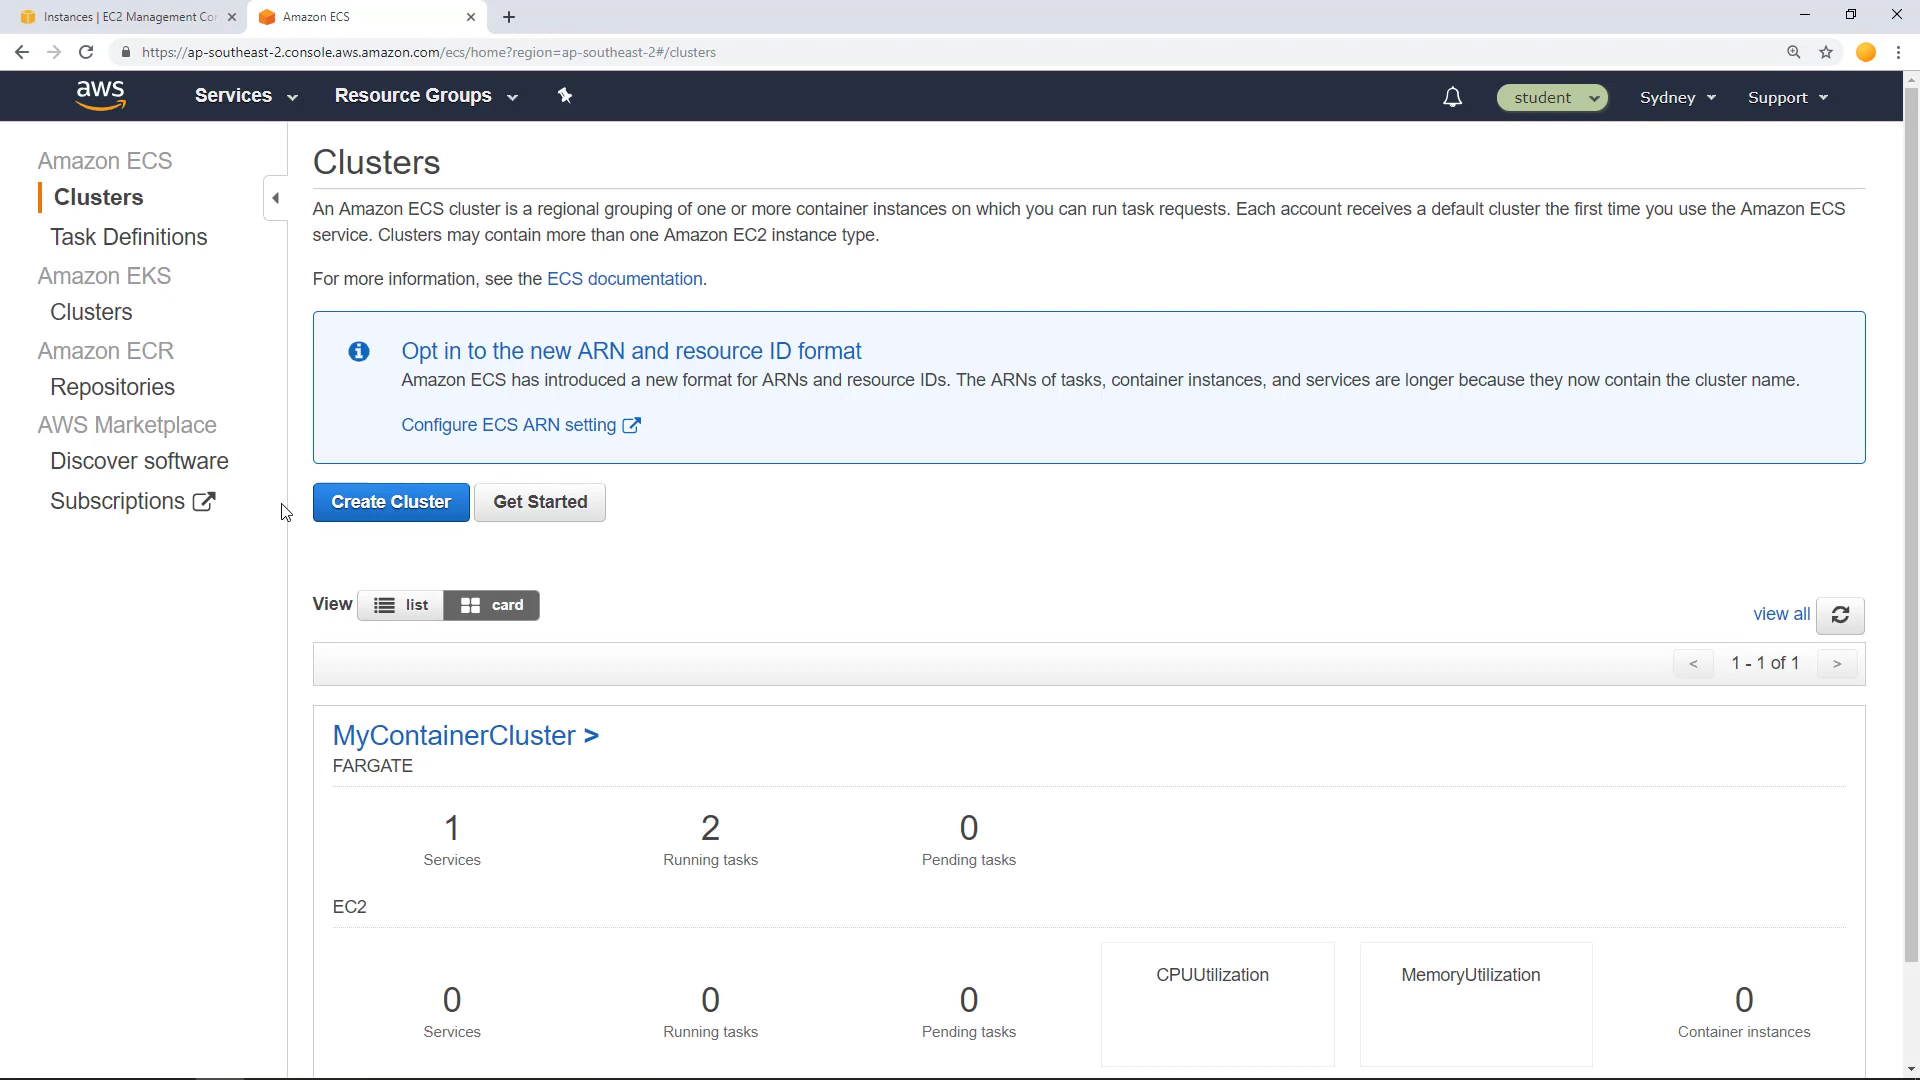 Instances | EC2 Management Cor
Amazon ECS
https://ap-southeast-2.console.aws.amazon.com/ecs/home?region=ap-southeast-2#/clusters
aws
Services
Resource Groups
student
Sydney
Support
Amazon ECS
Clusters
Task Definitions
Amazon EKS
Clusters
Amazon ECR
Repositories
AWS Marketplace
Discover software
Subscriptions
Clusters
An Amazon ECS cluster is a regional grouping of one or more container instances on which you can run task requests. Each account receives a default cluster the first time you use the Amazon ECS
service. Clusters may contain more than one Amazon EC2 instance type.
For more information, see the ECS documentation.
Opt in to the new ARN and resource ID format
Amazon ECS has introduced a new format for ARNs and resource IDs. The ARNs of tasks, container instances, and services are longer because they now contain the cluster name.
Configure ECS ARN setting
Create Cluster
Get Started
View
list
card
view all
< 1 - 1 of 1 >
MyContainerCluster >
FARGATE
1
2
0
Services
Running tasks
Pending tasks
EC2
CPUUtilization
MemoryUtilization
0
0
0
0
Services
Running tasks
Pending tasks
Container instances